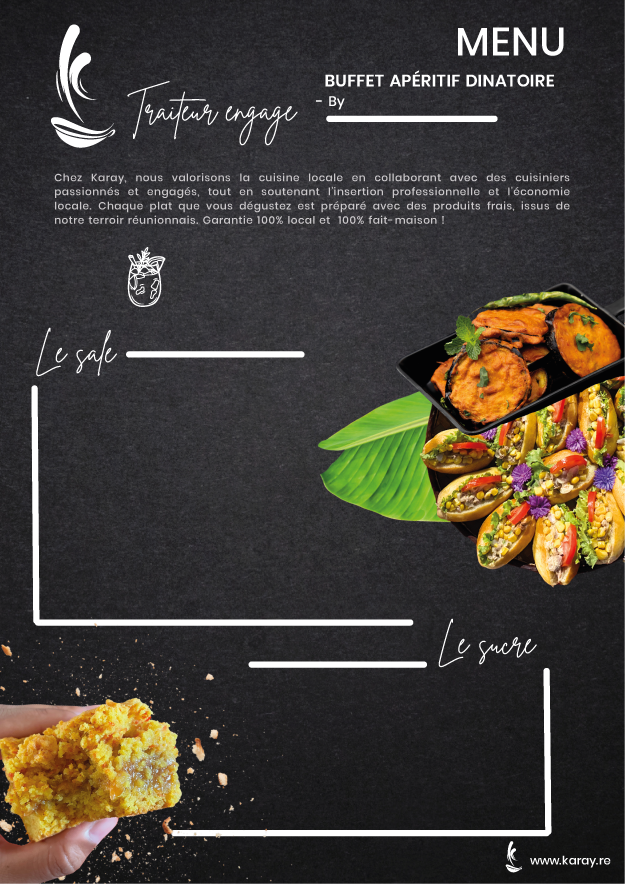 MENU
BUFFET APÉRITIF DINATOIRE
- By
Traiteur engage
Chez Karay, nous valorisons la cuisine locale en collaborant avec des cuisiniers
passionnés et engagés, tout en soutenant l'insertion professionnelle et l'économie
locale. Chaque plat que vous dégustez est préparé avec des produits frais, issus de
notre terroir réunionnais. Garantie 100% local et 100% fait-maison !
Le sale
Le sucre
www.karay.re